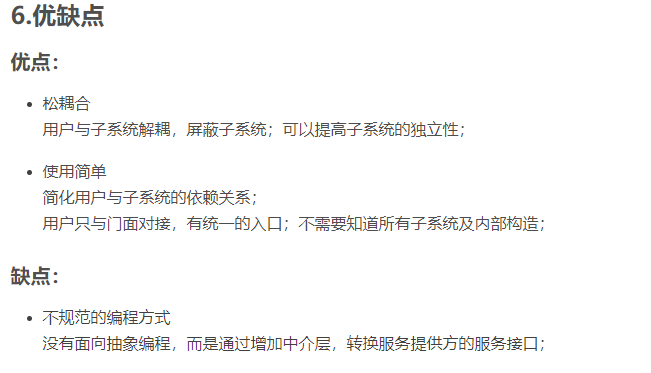 6.优缺点
优点：
松耦合
用户与子系统解耦，屏蔽子系统；可以提高子系统的独立性；
使用简单
简化用户与子系统的依赖关系；
用户只与门面对接，有统一的入口；不需要知道所有子系统及内部构造；
缺点：
不规范的编程方式
没有面向抽象编程，而是通过增加中介层，转换服务提供方的服务接口；